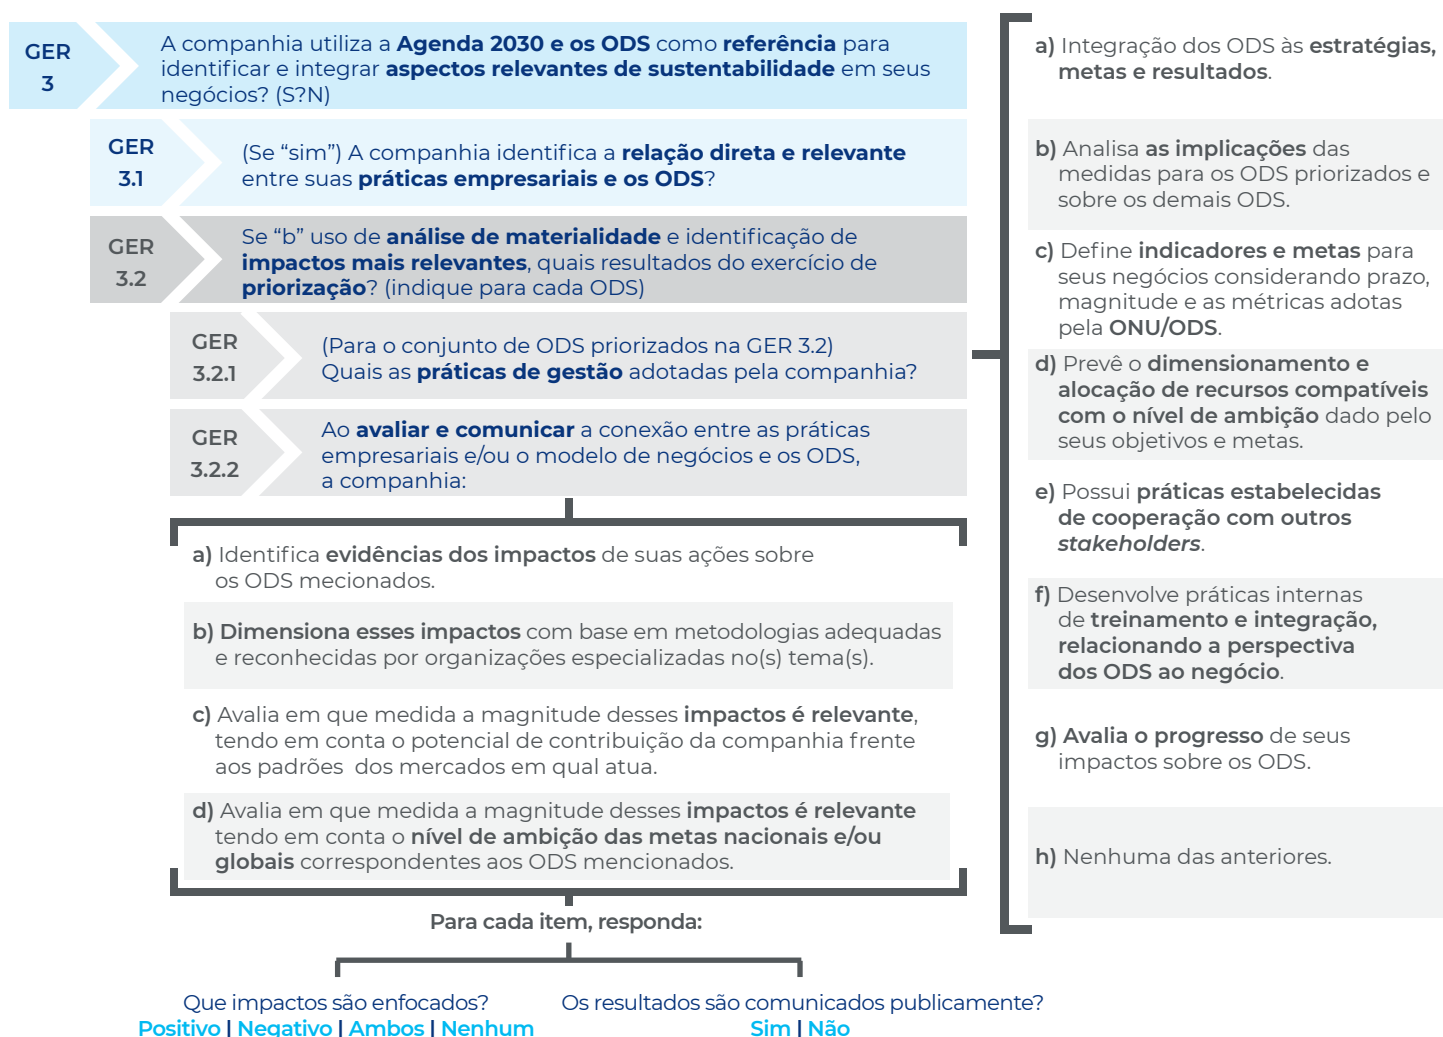 GER
3
A companhia utiliza a Agenda 2030 e os ODS como referência para
identificar e integrar aspectos relevantes de sustentabilidade em seus
negócios? (S?N)
GER
3.1
(Se “sim”) A companhia identifica a relação direta e relevante
entre suas práticas empresariais e os ODS?
GER
3.2
Se “b” uso de análise de materialidade e identificação de
impactos mais relevantes, quais resultados do exercício de
priorização? (indique para cada ODS)
GER
3.2.1
(Para o conjunto de ODS priorizados na GER 3.2)
Quais as práticas de gestão adotadas pela companhia?
GER
3.2.2
Ao avaliar e comunicar a conexão entre as práticas
empresariais e/ou o modelo de negócios e os ODS,
a companhia:
a) Identifica evidências dos impactos de suas ações sobre
os ODS mecionados.
b) Dimensiona esses impactos com base em metodologias adequadas
e reconhecidas por organizações especializadas no(s) tema(s).
c) Avalia em que medida a magnitude desses impactos é relevante,
tendo em conta o potencial de contribuição da companhia frente
aos padrões dos mercados em qual atua.
d) Avalia em que medida a magnitude desses impactos é relevante
tendo em conta o nível de ambição das metas nacionais e/ou
globais correspondentes aos ODS mencionados.
Para cada item, responda:
Que impactos são enfocados?
Positivo | Negativo | Ambos | Nenhum
Os resultados são comunicados publicamente?
Sim | Não
a) Integração dos ODS às estratégias,
metas e resultados.
b) Analisa as implicações das
medidas para os ODS priorizados e
sobre os demais ODS.
c) Define indicadores e metas para
seus negócios considerando prazo,
magnitude e as métricas adotas
pela ONU/ODS.
d) Prevê o dimensionamento e
alocação de recursos compatíveis
com o nível de ambição dado pelo
seus objetivos e metas.
e) Possui práticas estabelecidas
de cooperação com outros
stakeholders.
f) Desenvolve práticas internas
de treinamento e integração,
relacionando a perspectiva
dos ODS ao negócio.
g) Avalia o progresso de seus
impactos sobre os ODS.
h) Nenhuma das anteriores.